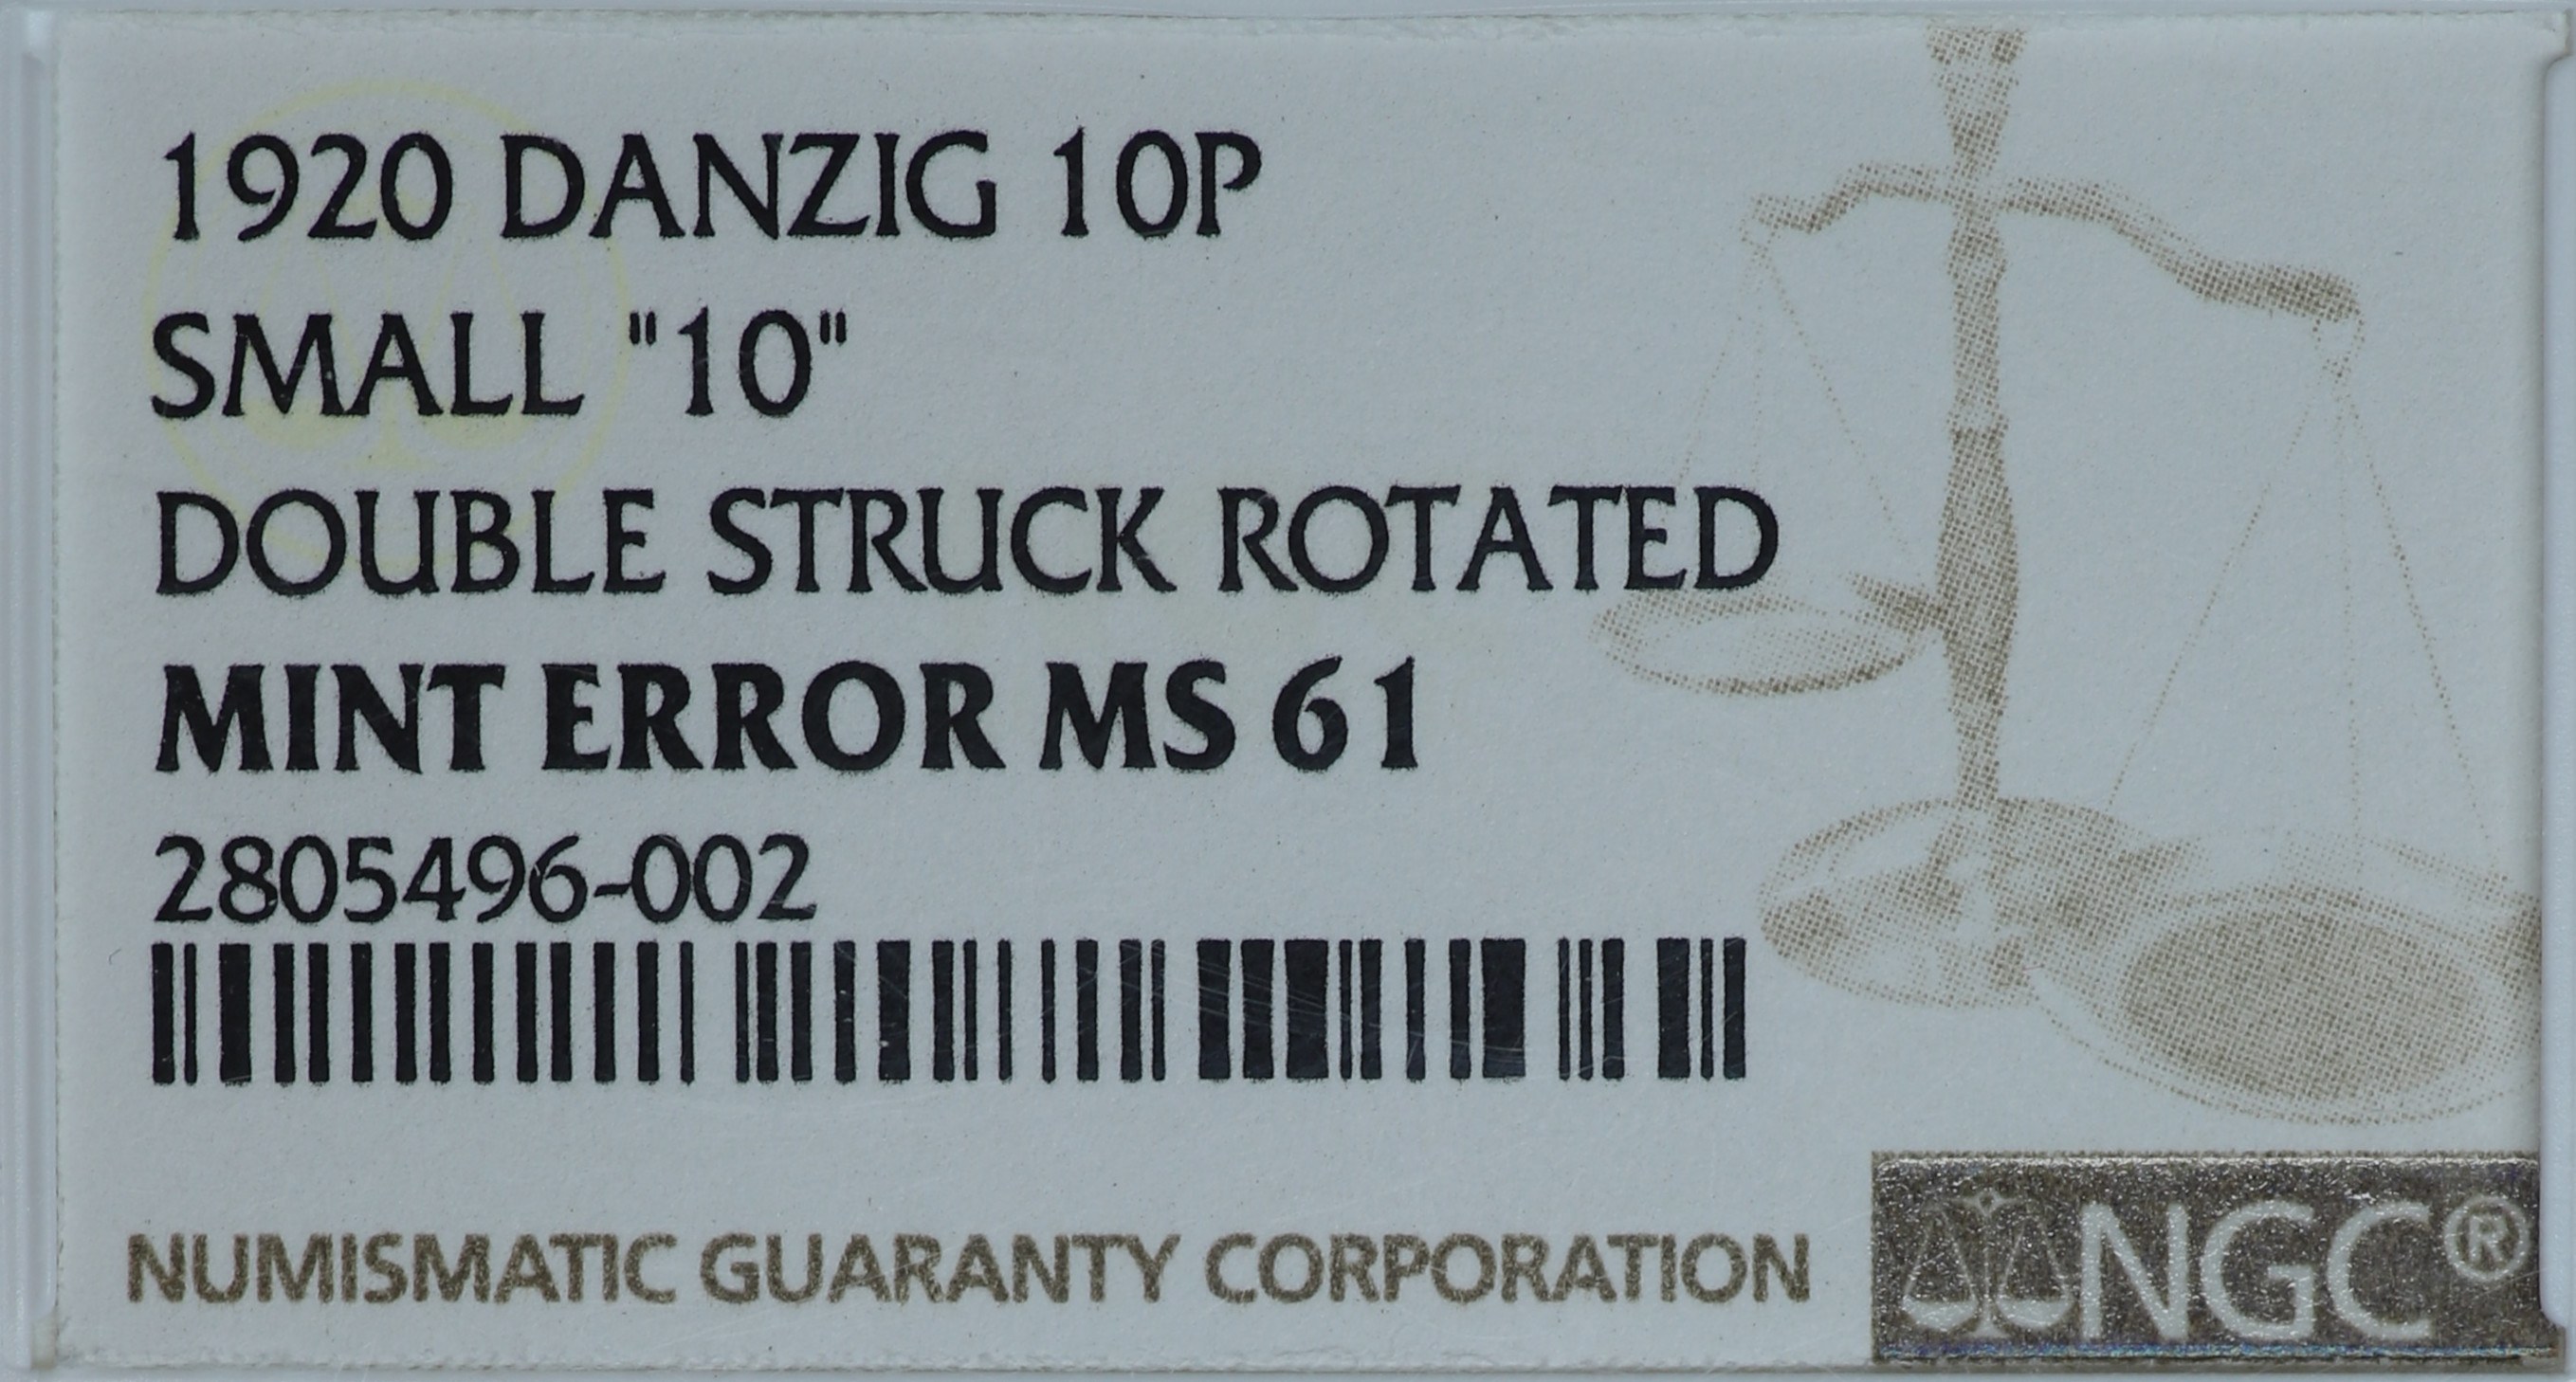 1920 DANZIG 10P
SMALL "10"
DOUBLE STRUCK ROTATED
MINT ERROR MS 61
2805496-002
NUMISMATIC GUARANTY CORPORATION
NGC®